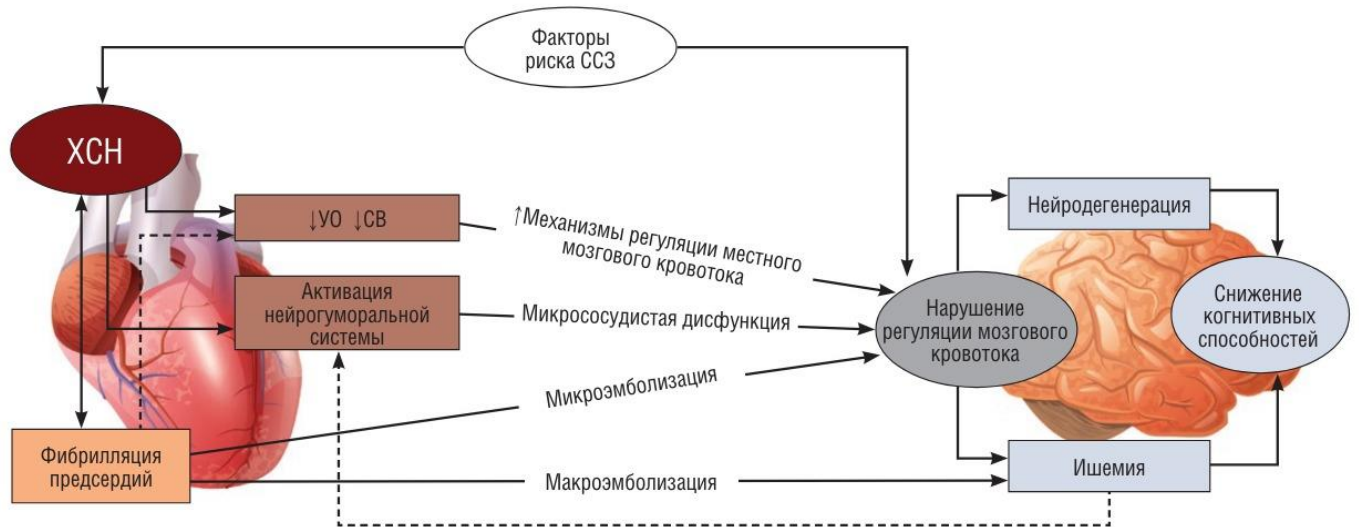 Факторы
риска ССЗ
ХСН
↓УО ↓СВ
↑Механизмы регуляции местного
мозгового кровотока
Нейродегенерация
Активация
нейрогуморальной
системы
Микрососудистая дисфункция
Нарушение
регуляции мозгового
кровотока
Снижение
когнитивных
способностей
Микроэмболизация
Фибрилляция
предсердий
Макроэмболизация
Ишемия